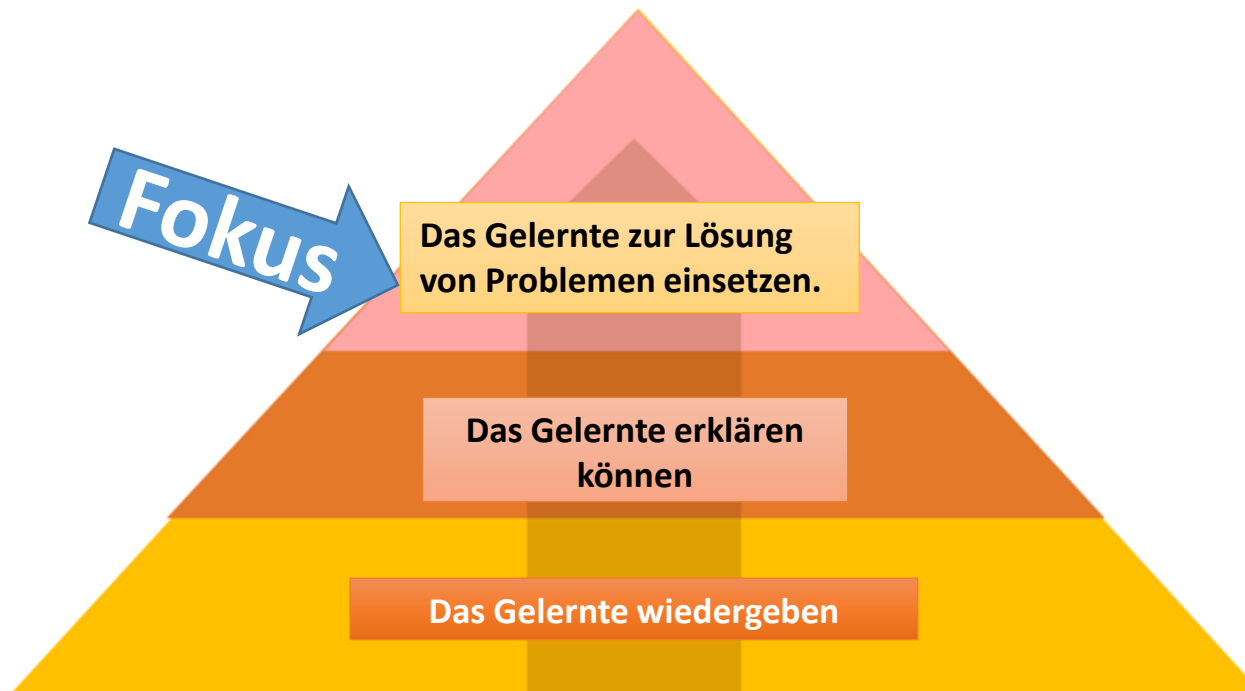 Fokus
Das Gelernte zur Lösung
von Problemen einsetzen.
Das Gelernte erklären
können
Das Gelernte wiedergeben